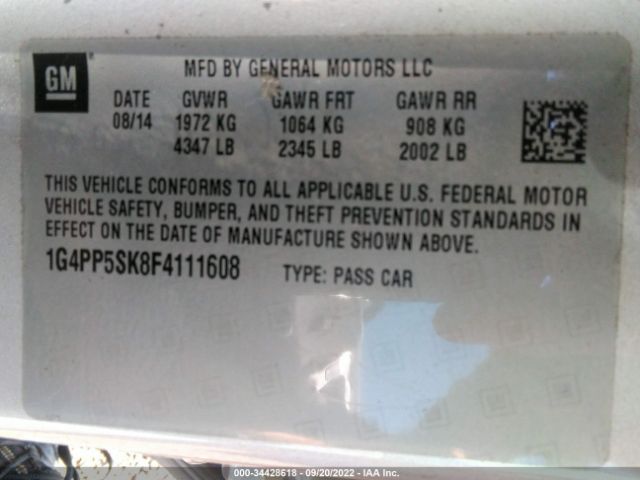 GM
MFD BY GENERAL MOTORS LLC
DATE GVWR GAWR FRT GAWR RR
08/14 1972 KG 1064 KG 908 KG
4347 LB 2345 LB 2002 LB
THIS VEHICLE CONFORMS TO ALL APPLICABLE U.S. FEDERAL MOTOR
VEHICLE SAFETY, BUMPER, AND THEFT PREVENTION STANDARDS IN
EFFECT ON THE DATE OF MANUFACTURE SHOWN ABOVE.
1G4PP5SK8F4111608 TYPE: PASS CAR
000-34428618 - 09/20/2022 - IAA Inc.